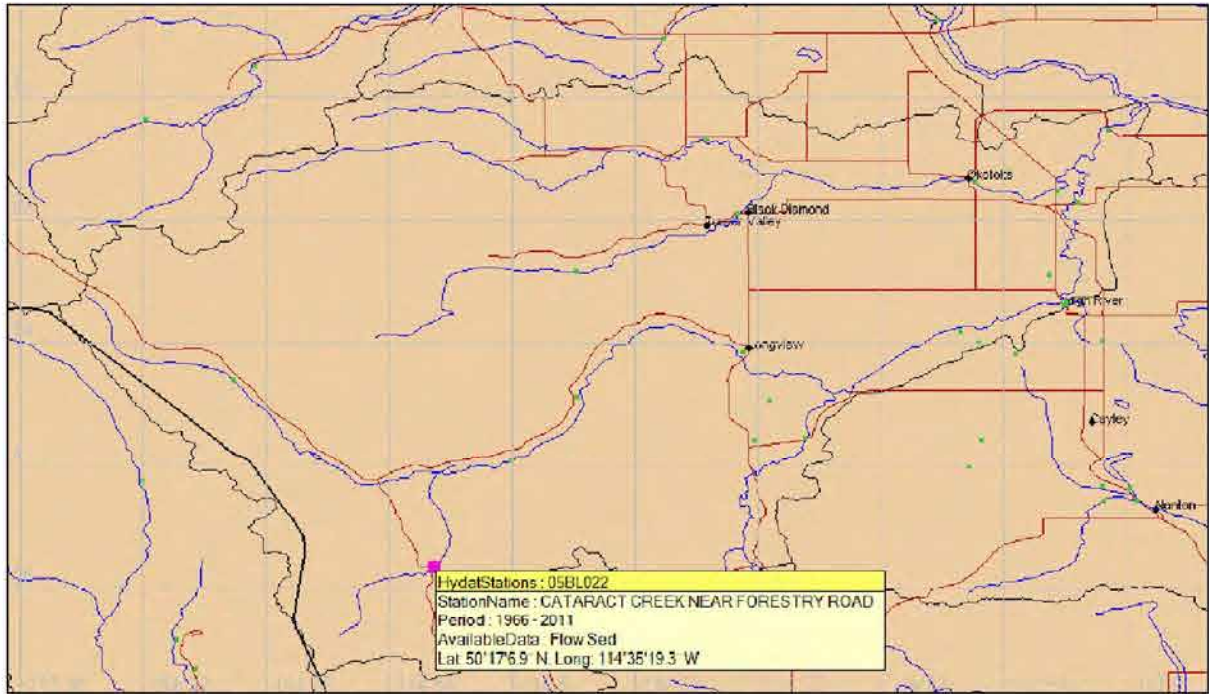 Okotoks
Black Diamond
Valley
Longview
River
Cayley
Nanton
HydatStations : 05BL022
StationName : CATARACT CREEK NEAR FORESTRY ROAD
Period : 1966 - 2011
AvailableData : Flow Sed
Lat: 50°17'6.9" N. Long: 114°35'19.3" W